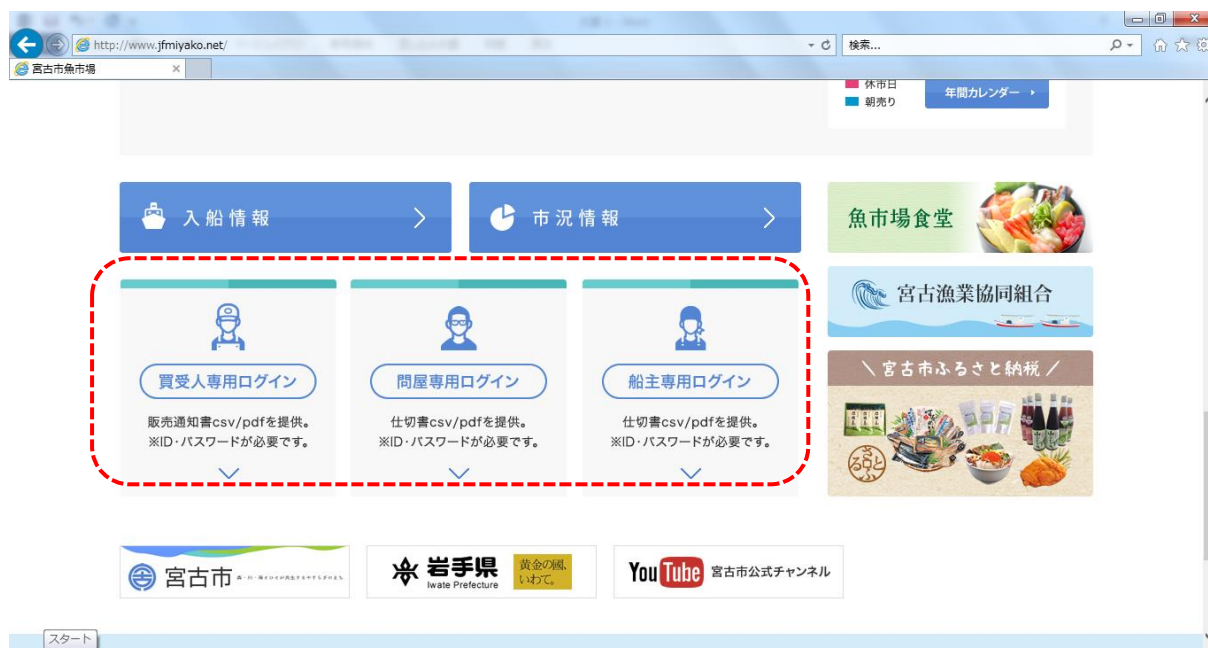 http://www.jfmiyako.net/
検索...
宮古市魚市場
休市日
朝売り
年間カレンダー
入船情報
市況情報
魚市場食堂
宮古漁業協同組合
買受人専用ログイン
販売通知書csv/pdfを提供。
※ID・パスワードが必要です。
問屋専用ログイン
仕切書csv/pdfを提供。
※ID・パスワードが必要です。
船主専用ログイン
仕切書csv/pdfを提供。
※ID・パスワードが必要です。
\宮古市ふるさと納税/
ふるさと
宮古市
岩手県
Iwate Prefecture
黄金の國、
いわて。
YouTube 宮古市公式チャンネル
スタート